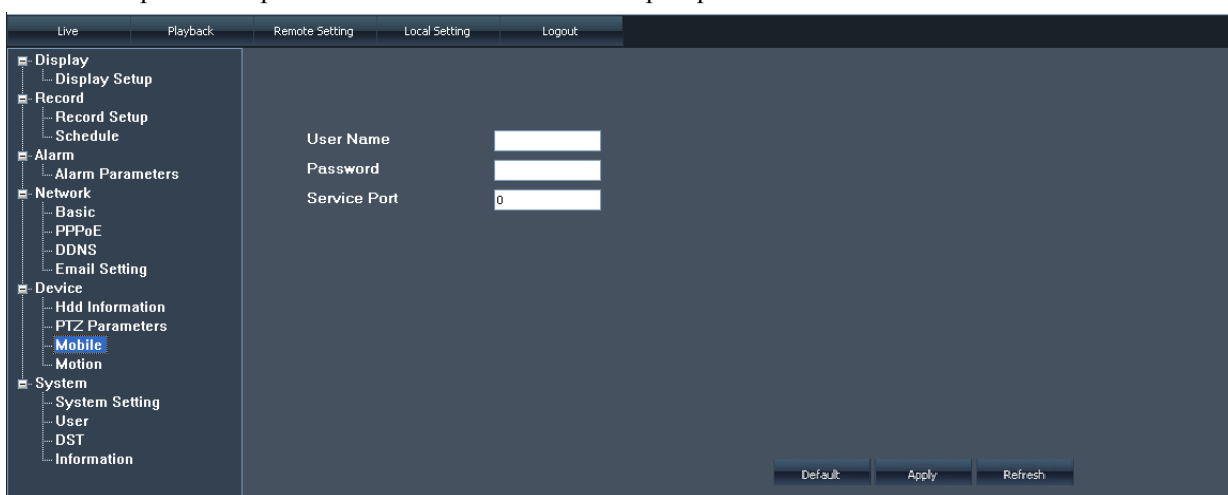 Live Playback Remote Setting Local Setting Logout
Display
Display Setup
Record
Record Setup
Schedule
Alarm
Alarm Parameters
Network
Basic
PPPoE
DDNS
Email Setting
Device
Hdd Information
PTZ Parameters
Mobile
Motion
System
System Setting
User
DST
Information
User Name
Password
Service Port 0
Default Apply Refresh